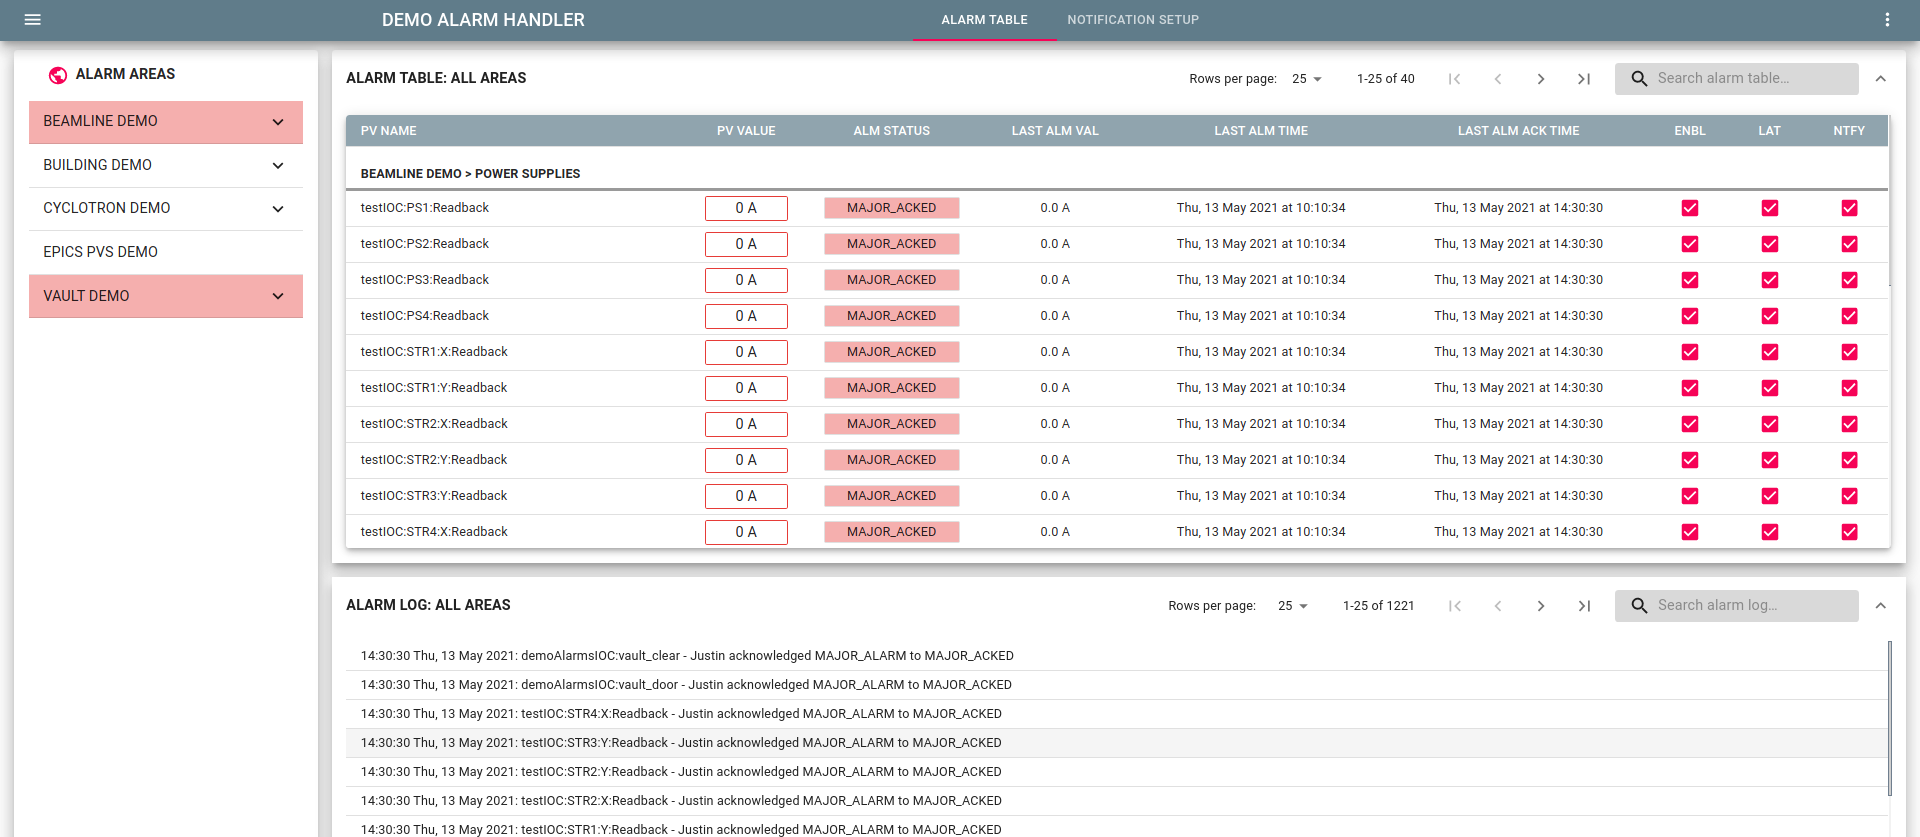 DEMO ALARM HANDLER
ALARM TABLE
NOTIFICATION SETUP
ALARM AREAS
BEAMLINE DEMO
BUILDING DEMO
CYCLOTRON DEMO
EPICS PVS DEMO
VAULT DEMO
ALARM TABLE: ALL AREAS
Rows per page: 25 1-25 of 40
Search alarm table...
PV NAME PV VALUE ALM STATUS LAST ALM VAL LAST ALM TIME LAST ALM ACK TIME ENBL LAT NTFY
BEAMLINE DEMO > POWER SUPPLIES
testIOC:PS1:Readback 0 A MAJOR_ACKED 0.0 A Thu, 13 May 2021 at 10:10:34 Thu, 13 May 2021 at 14:30:30
testIOC:PS2:Readback 0 A MAJOR_ACKED 0.0 A Thu, 13 May 2021 at 10:10:34 Thu, 13 May 2021 at 14:30:30
testIOC:PS3:Readback 0 A MAJOR_ACKED 0.0 A Thu, 13 May 2021 at 10:10:34 Thu, 13 May 2021 at 14:30:30
testIOC:PS4:Readback 0 A MAJOR_ACKED 0.0 A Thu, 13 May 2021 at 10:10:34 Thu, 13 May 2021 at 14:30:30
testIOC:STR1:X:Readback 0 A MAJOR_ACKED 0.0 A Thu, 13 May 2021 at 10:10:34 Thu, 13 May 2021 at 14:30:30
testIOC:STR1:Y:Readback 0 A MAJOR_ACKED 0.0 A Thu, 13 May 2021 at 10:10:34 Thu, 13 May 2021 at 14:30:30
testIOC:STR2:X:Readback 0 A MAJOR_ACKED 0.0 A Thu, 13 May 2021 at 10:10:34 Thu, 13 May 2021 at 14:30:30
testIOC:STR2:Y:Readback 0 A MAJOR_ACKED 0.0 A Thu, 13 May 2021 at 10:10:34 Thu, 13 May 2021 at 14:30:30
testIOC:STR3:Y:Readback 0 A MAJOR_ACKED 0.0 A Thu, 13 May 2021 at 10:10:34 Thu, 13 May 2021 at 14:30:30
testIOC:STR4:X:Readback 0 A MAJOR_ACKED 0.0 A Thu, 13 May 2021 at 10:10:34 Thu, 13 May 2021 at 14:30:30
ALARM LOG: ALL AREAS
Rows per page: 25 1-25 of 1221
Search alarm log...
14:30:30 Thu, 13 May 2021: demoAlarmsIOC:vault_clear - Justin acknowledged MAJOR_ALARM to MAJOR_ACKED
14:30:30 Thu, 13 May 2021: demoAlarmsIOC:vault_door - Justin acknowledged MAJOR_ALARM to MAJOR_ACKED
14:30:30 Thu, 13 May 2021: testIOC:STR4:X:Readback - Justin acknowledged MAJOR_ALARM to MAJOR_ACKED
14:30:30 Thu, 13 May 2021: testIOC:STR3:Y:Readback - Justin acknowledged MAJOR_ALARM to MAJOR_ACKED
14:30:30 Thu, 13 May 2021: testIOC:STR2:Y:Readback - Justin acknowledged MAJOR_ALARM to MAJOR_ACKED
14:30:30 Thu, 13 May 2021: testIOC:STR2:X:Readback - Justin acknowledged MAJOR_ALARM to MAJOR_ACKED
14:30:30 Thu, 13 May 2021: testIOC:STR1:Y:Readback - Justin acknowledged MAJOR_ALARM to MAJOR_ACKED